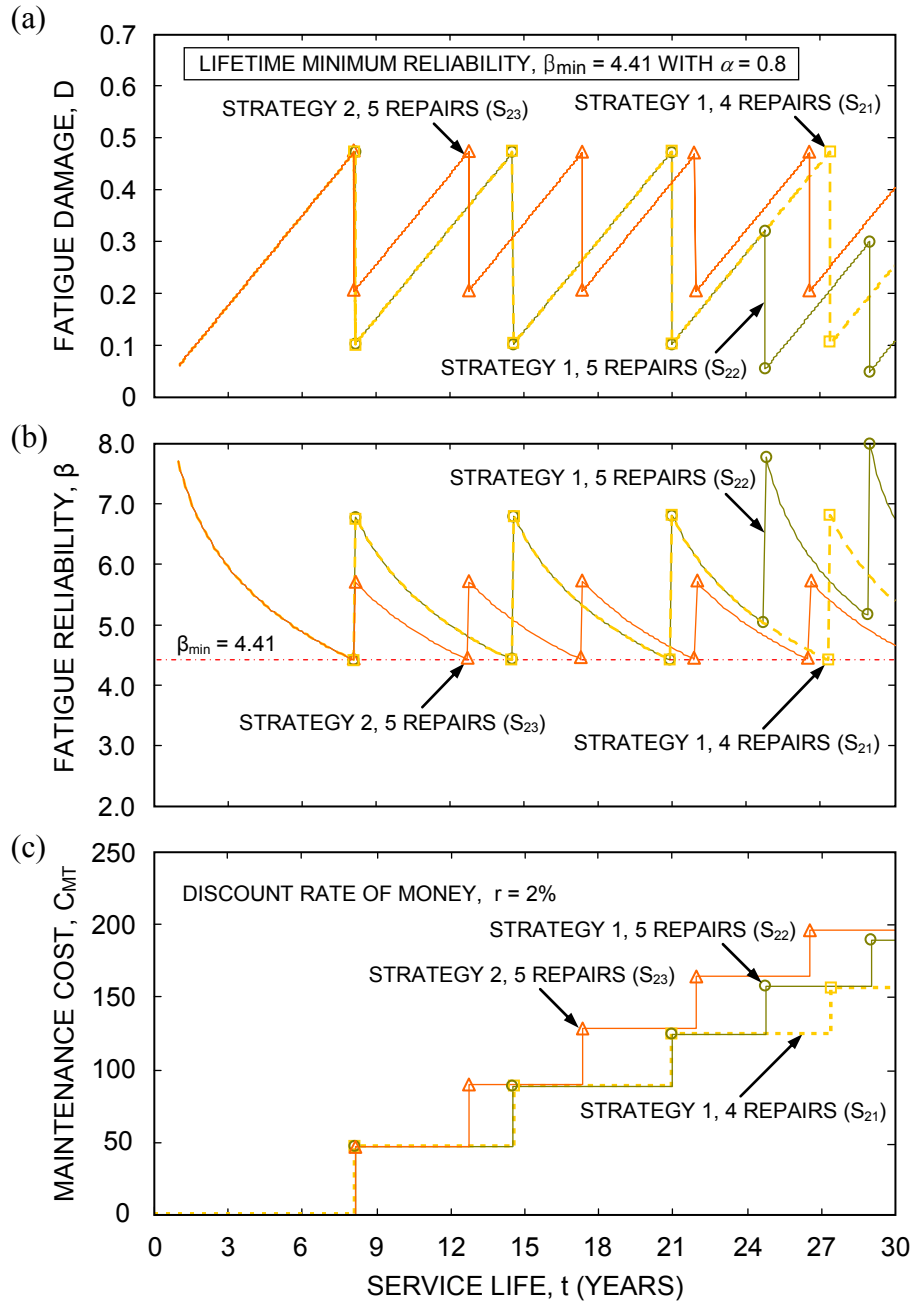 (a)
FATIGUE DAMAGE, D
0.7
0.6
0.5
0.4
0.3
0.2
0.1
0
LIFETIME MINIMUM RELIABILITY, βmin = 4.41 WITH α = 0.8
STRATEGY 2, 5 REPAIRS (S23)
STRATEGY 1, 4 REPAIRS (S21)
STRATEGY 1, 5 REPAIRS (S22)
(b)
FATIGUE RELIABILITY, β
8.0
7.0
6.0
5.0
4.0
3.0
2.0
STRATEGY 1, 5 REPAIRS (S22)
βmin = 4.41
STRATEGY 2, 5 REPAIRS (S23)
STRATEGY 1, 4 REPAIRS (S21)
(c)
MAINTENANCE COST, CMT
250
200
150
100
50
0
DISCOUNT RATE OF MONEY, r = 2%
STRATEGY 1, 5 REPAIRS (S22)
STRATEGY 2, 5 REPAIRS (S23)
STRATEGY 1, 4 REPAIRS (S21)
0 3 6 9 12 15 18 21 24 27 30
SERVICE LIFE, t (YEARS)